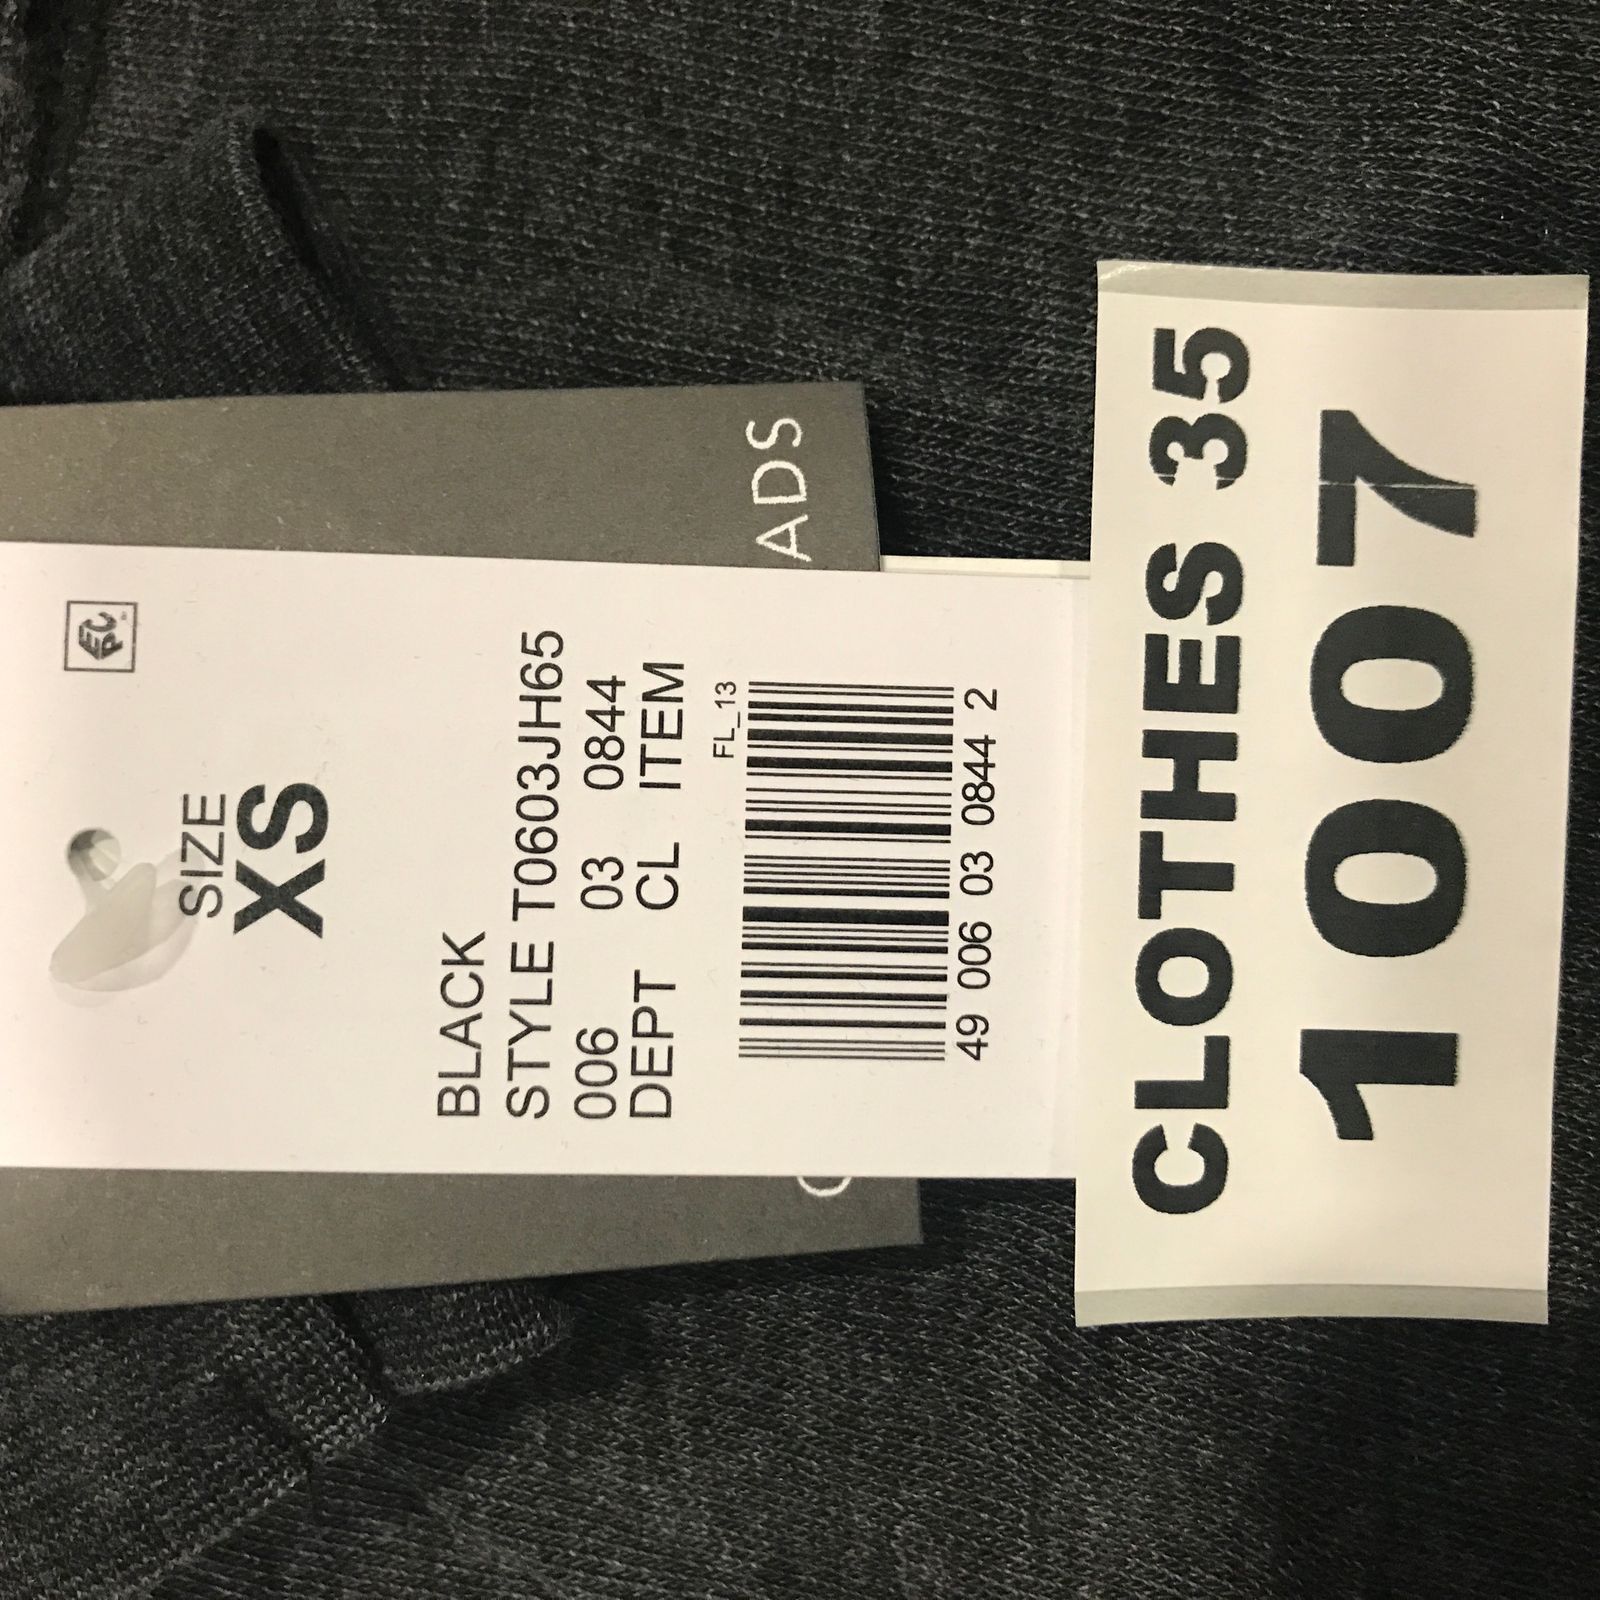 SIZE
XS
BLACK
STYLE T0603JH65
006 03 0844
DEPT CL ITEM
FL_13
49 006 03 0844 2
CLOTHES 35
1007
ADS
EPC